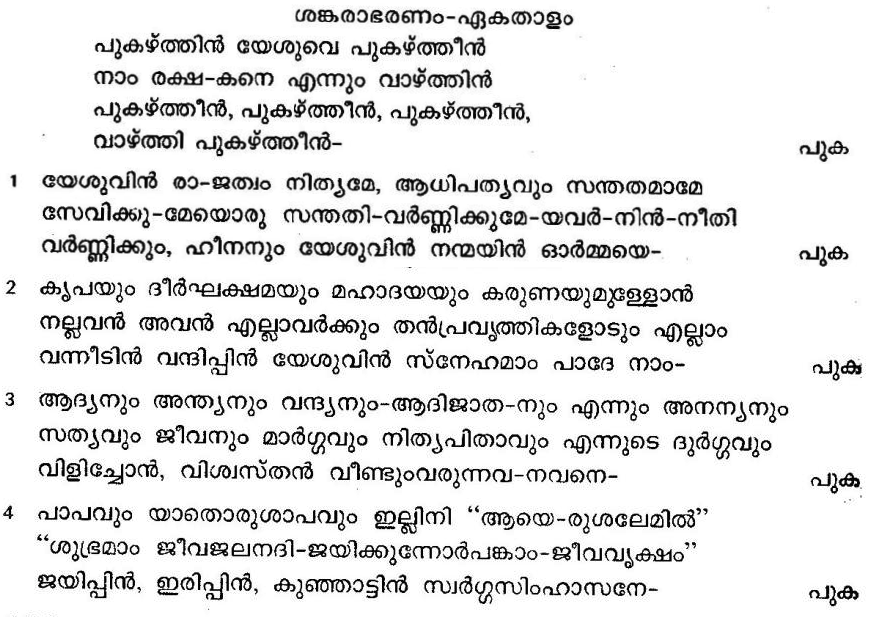 ശങ്കരാഭരണം-ഏകതാളം
പുകഴ്ത്തിൻ യേശുവെ പുകഴ്ത്തീൻ
നാം രക്ഷ-കനെ എന്നും വാഴ്ത്തിൻ
പുകഴ്ത്തീൻ, പുകഴ്ത്തീൻ, പുകഴ്ത്തീൻ,
വാഴ്ത്തി പുകഴ്ത്തീൻ- പുക
1 യേശുവിൻ രാ-ജത്വം നിത്യമേ, ആധിപത്യവും സന്തതമാമേ
സേവിക്കു-മേയൊരു സന്തതി-വർണ്ണിക്കുമേ-യവർ-നിൻ-നീതി
വർണ്ണിക്കും, ഹീനനും യേശുവിൻ നന്മയിൻ ഓർമ്മയെ- പുക
2 കൃപയും ദീർഘക്ഷമയും മഹാദയയും കരുണയുമുള്ളോൻ
നല്ലവൻ അവൻ എല്ലാവർക്കും തൻപ്രവൃത്തികളോടും എല്ലാം
വന്നീടിൻ വന്ദിപ്പിൻ യേശുവിൻ സ്നേഹമാം പാദേ നാം- പുക
3 ആദ്യനും അന്ത്യനും വന്ദ്യനും-ആദിജാത-നും എന്നും അനന്യനും
സത്യവും ജീവനും മാർഗ്ഗവും നിത്യപിതാവും എന്നുടെ ദുർഗ്ഗവും
വിളിച്ചോൻ, വിശ്വസ്തൻ വീണ്ടുംവരുന്നവ-നവനെ- പുക
4 പാപവും യാതൊരുശാപവും ഇല്ലിനി “ആയെ-രുശലേമിൽ”
“ശുഭ്രമാം ജീവജലനദി-ജയിക്കുന്നോർപങ്കാം-ജീവവൃക്ഷം”
ജയിപ്പിൻ, ഇരിപ്പിൻ, കുഞ്ഞാട്ടിൻ സ്വർഗ്ഗസിംഹാസനേ- പുക